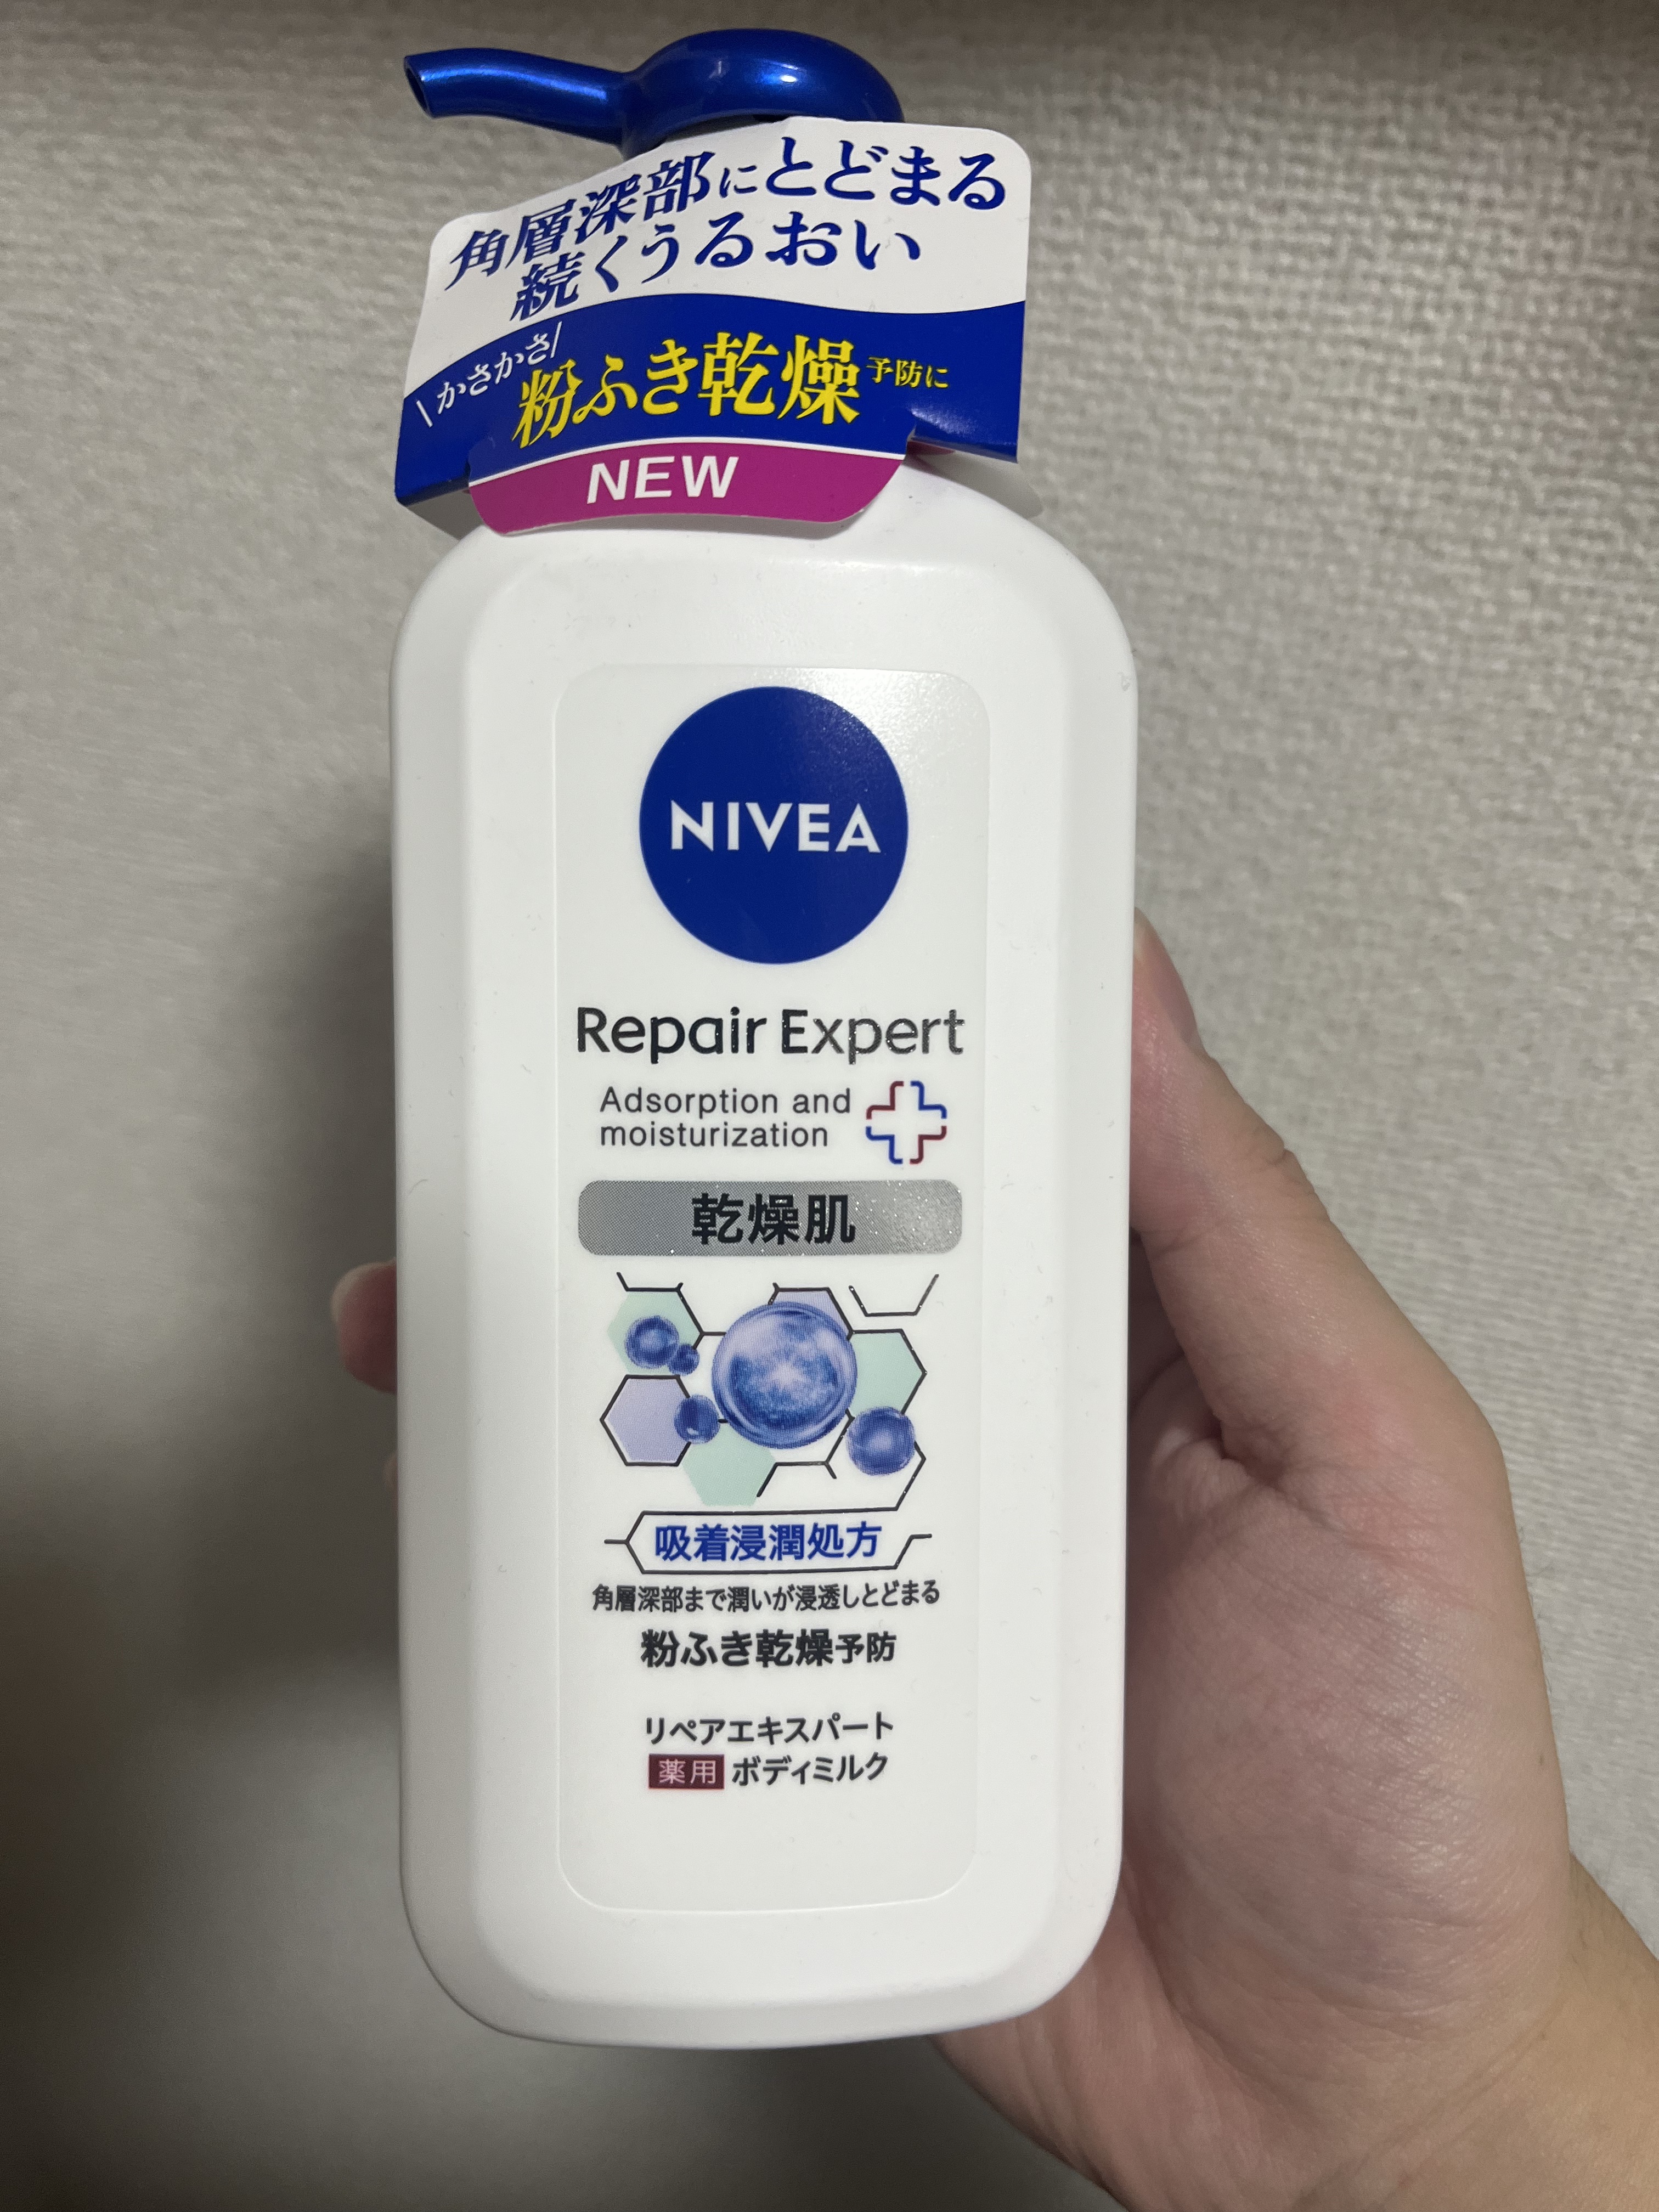 角層深部にとどまる
続くうるおい
\かさかさ/
粉ふき乾燥予防に
NEW
NIVEA
Repair Expert
Adsorption and
moisturization
乾燥肌
吸着浸潤処方
角層深部まで潤いが浸透しとどまる
粉ふき乾燥予防
リペアエキスパート
薬用 ボディミルク